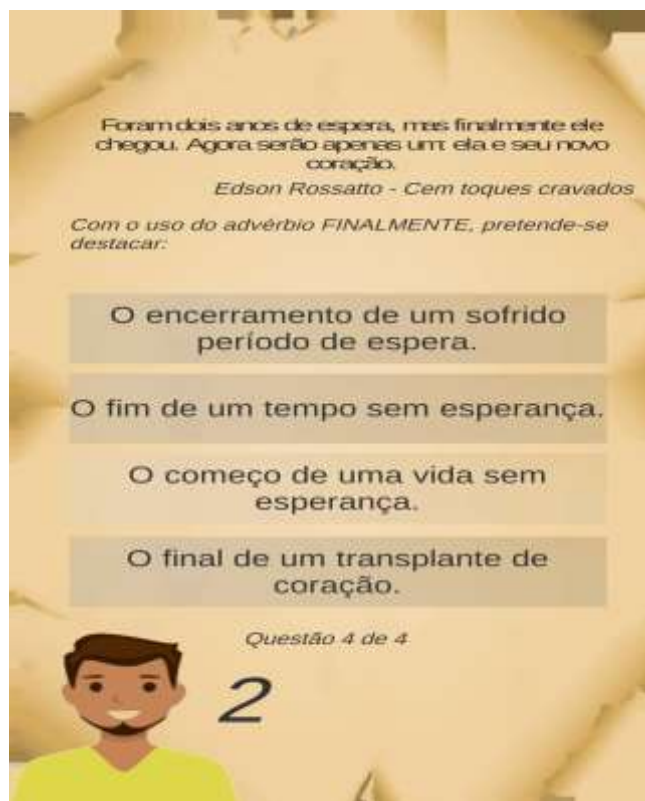 Foram dois anos de espera, mas finalmente ele
chegou. Agora serão apenas um: ela e seu novo
coração.
Edson Rossatto - Cem toques cravados
Com o uso do advérbio FINALMENTE, pretende-se
destacar:
O encerramento de um sofrido
período de espera.
O fim de um tempo sem esperança.
O começo de uma vida sem
esperança.
O final de um transplante de
coração.
Questão 4 de 4
2